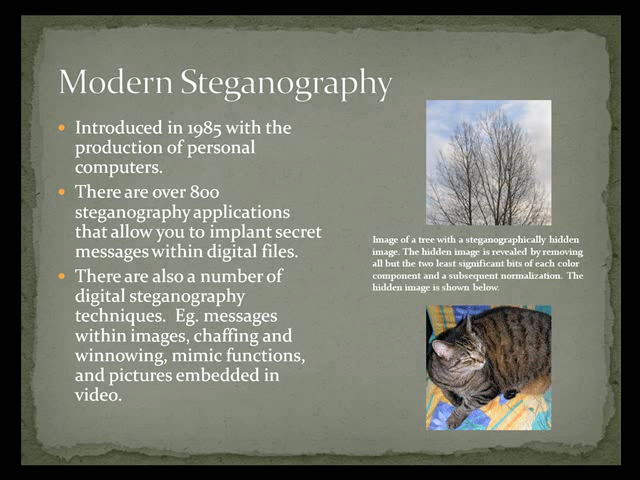 Modern Steganography
Introduced in 1985 with the
production of personal
computers.
There are over 800
steganography applications
that allow you to implant secret
messages within digital files.
There are also a number of
digital steganography
techniques. Eg. messages
within images, chaffing and
winnowing, mimic functions,
and pictures embedded in
video.
Image of a tree with a steganographically hidden
image. The hidden image is revealed by removing
all but the two least significant bits of each color
component and a subsequent normalization. The
hidden image is shown below.